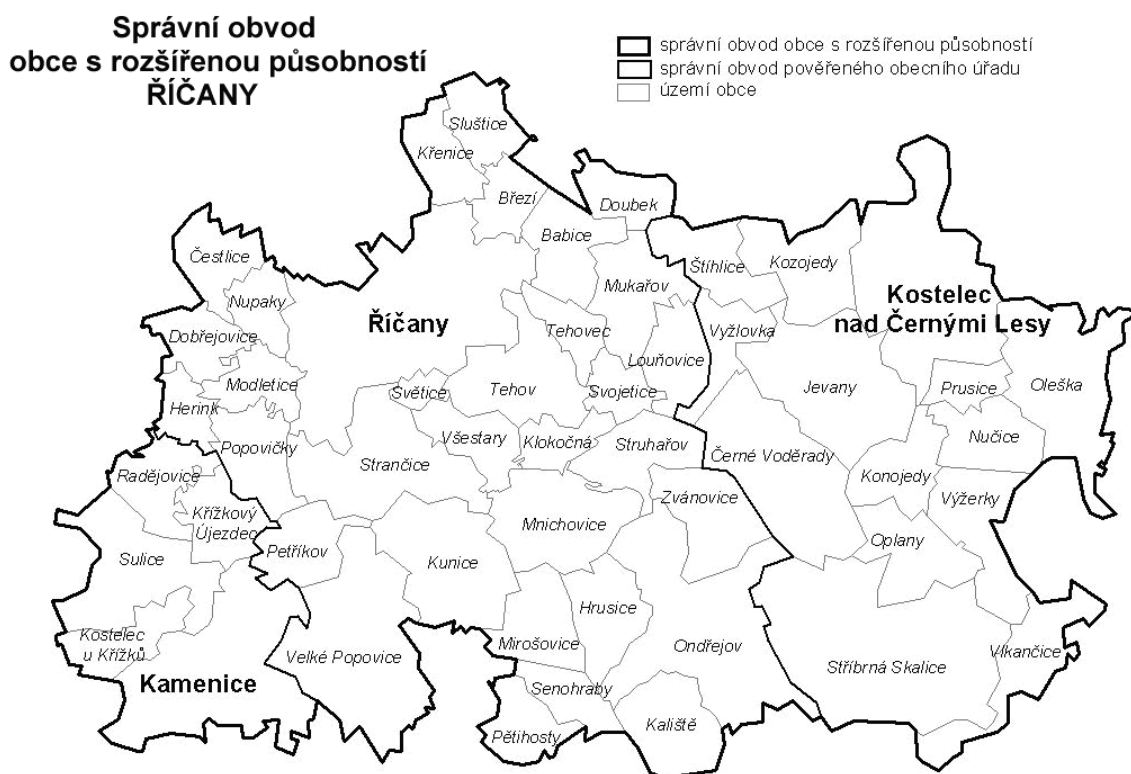 Správní obvod
obce s rozšířenou působností
ŘÍČANY
správní obvod obce s rozšířenou působností
správní obvod pověřeného obecního úřadu
území obce
Sluštice
Křenice
Březí
Doubek
Babice
Čestlice
Štíhlice
Kozojedy
Mukařov
Nupaky
Kostelec
nad Černými Lesy
Říčany
Dobřejovice
Tehovec
Vyžlovka
Louňovice
Modletice
Jevany
Prusice
Oleška
Herink
Světice
Tehov
Svojetice
Popovičky
Všestary
Klokočná
Struhařov
Nučice
Strančice
Černé Voděrady
Radějovice
Konojedy
Výžerky
Zvánovice
Křížkový
Újezdec
Mnichovice
Oplany
Petříkov
Sulice
Kunice
Hrusice
Kostelec
u Křížků
Mirošovice
Ondřejov
Vlkančice
Velké Popovice
Stříbrná Skalice
Kamenice
Senohraby
Kaliště
Pětihosty